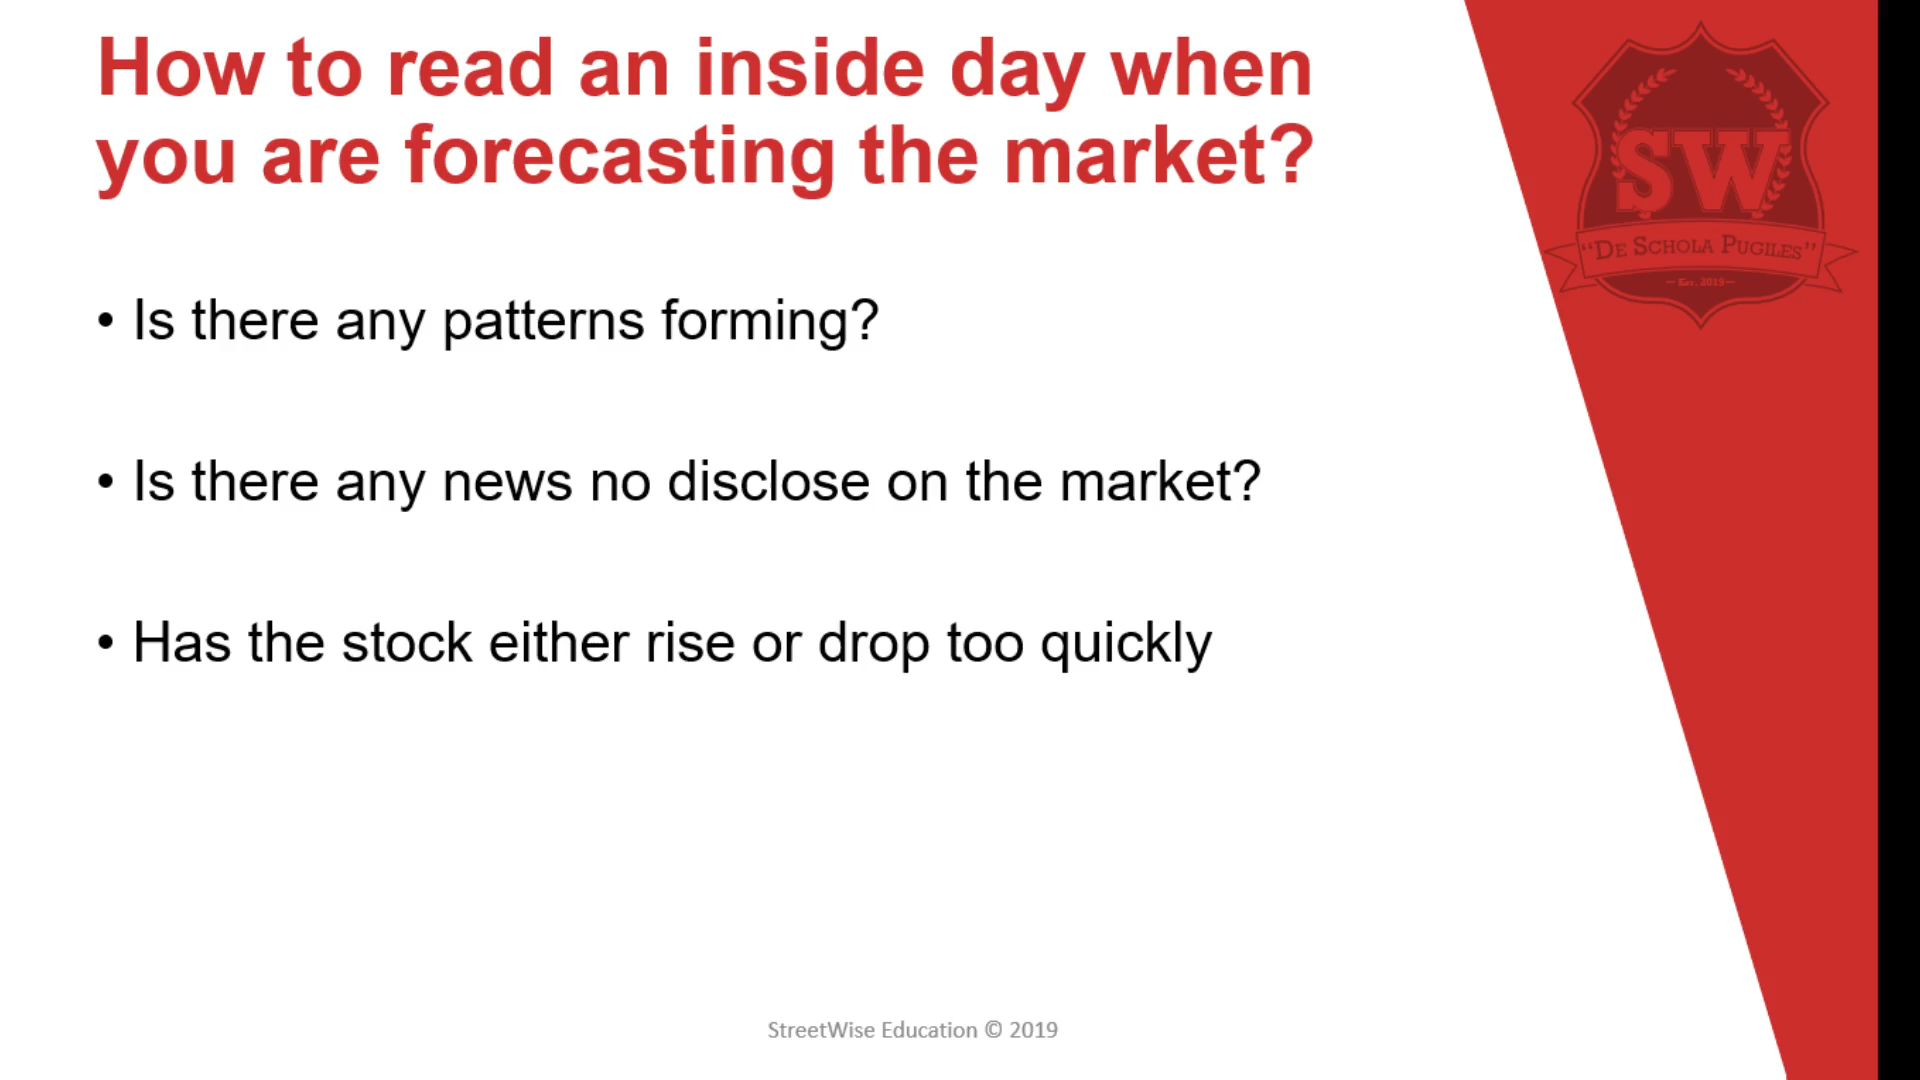 How to read an inside day when
you are forecasting the market?
• Is there any patterns forming?
• Is there any news no disclose on the market?
• Has the stock either rise or drop too quickly
SW
“DE SCHOLA PUGILES”
EST. 2019
StreetWise Education © 2019